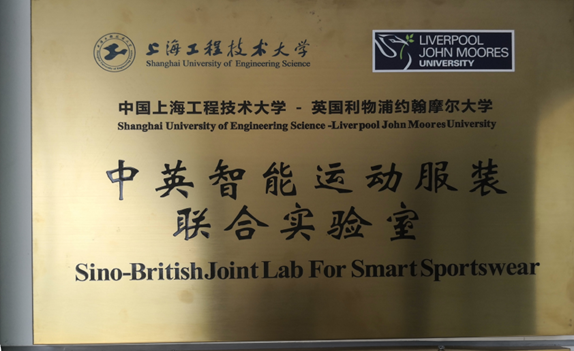 上海工程技术大学
Shanghai University of Engineering Science
LIVERPOOL
JOHN MOORES
UNIVERSITY
中国上海工程技术大学 - 英国利物浦约翰摩尔大学
Shanghai University of Engineering Science -Liverpool John Moores University
中英智能运动服装
联合实验室
Sino-British Joint Lab For Smart Sportswear